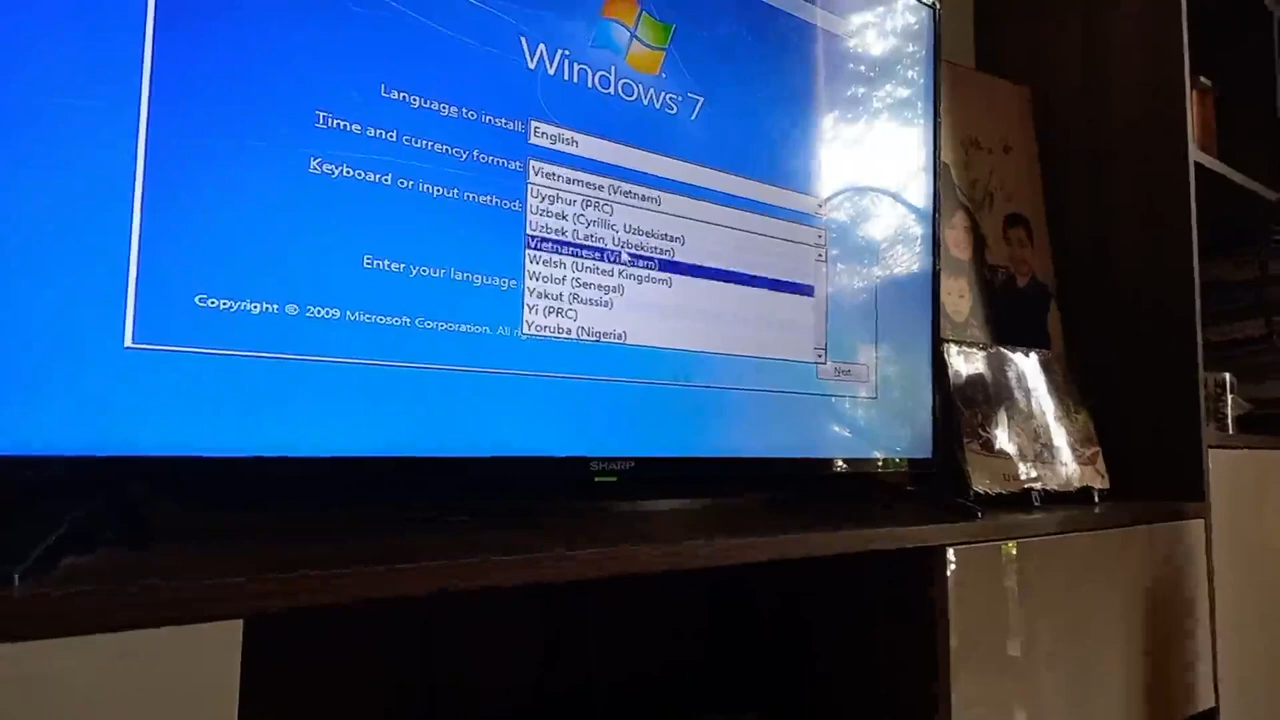 Windows 7
Language to install: English
Time and currency format: Vietnamese (Vietnam)
Keyboard or input method:
Uyghur (PRC)
Uzbek (Cyrillic, Uzbekistan)
Uzbek (Latin, Uzbekistan)
Vietnamese (Vietnam)
Welsh (United Kingdom)
Wolof (Senegal)
Yakut (Russia)
Yi (PRC)
Yoruba (Nigeria)
Enter your language
Copyright © 2009 Microsoft Corporation. All
Next
SHARP